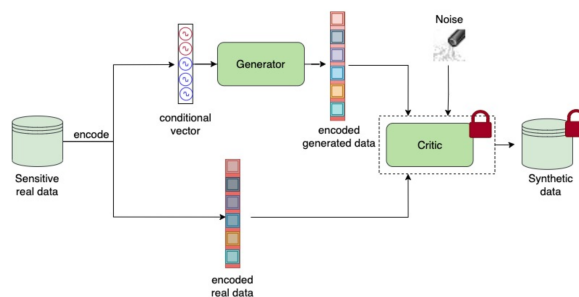 Noise
Generator
conditional
vector
encoded
generated data
encode
Critic
Sensitive
real data
Synthetic
data
encoded
real data